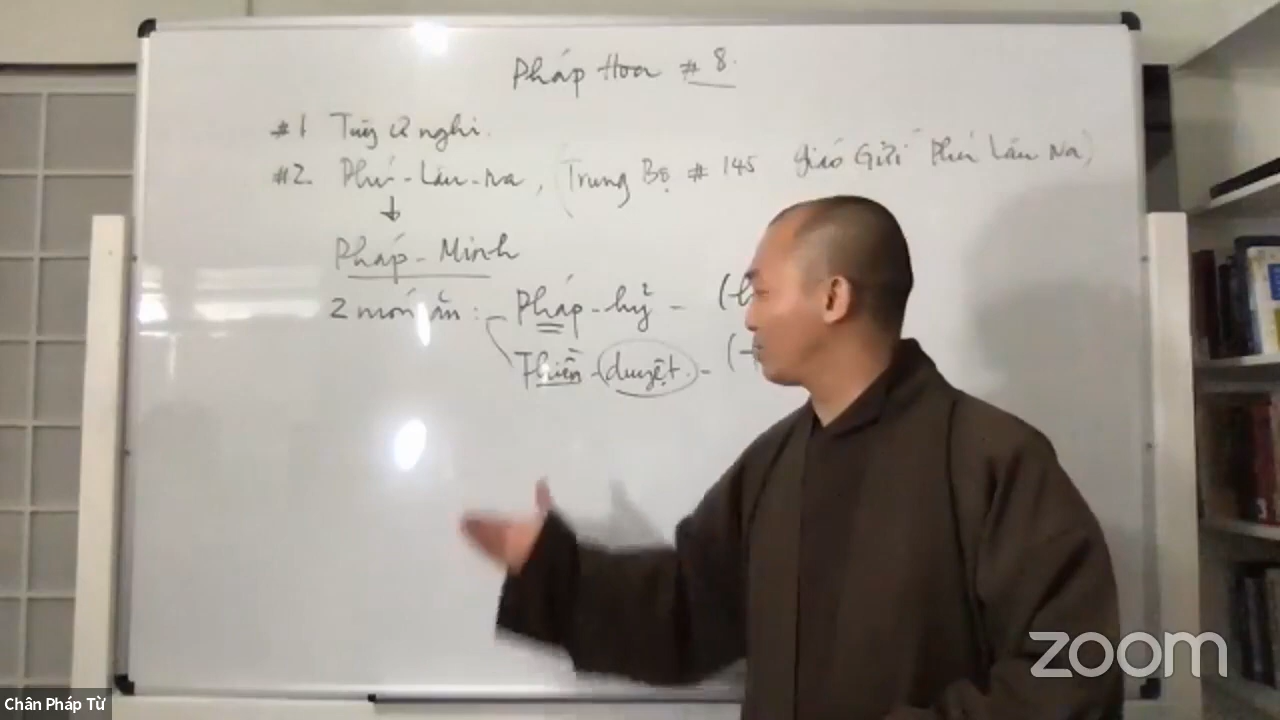 Pháp Hoa # 8.
#1 Tùy cơ nghi.
#2. Phú-Lâu-na, (Trung Bộ # 145 giáo Giới Phú Lâu Na)
↓
Pháp-Minh
2 món ăn : - Pháp-hỷ - (
Thiền-duyệt. - (
zoom
Chân Pháp Từ